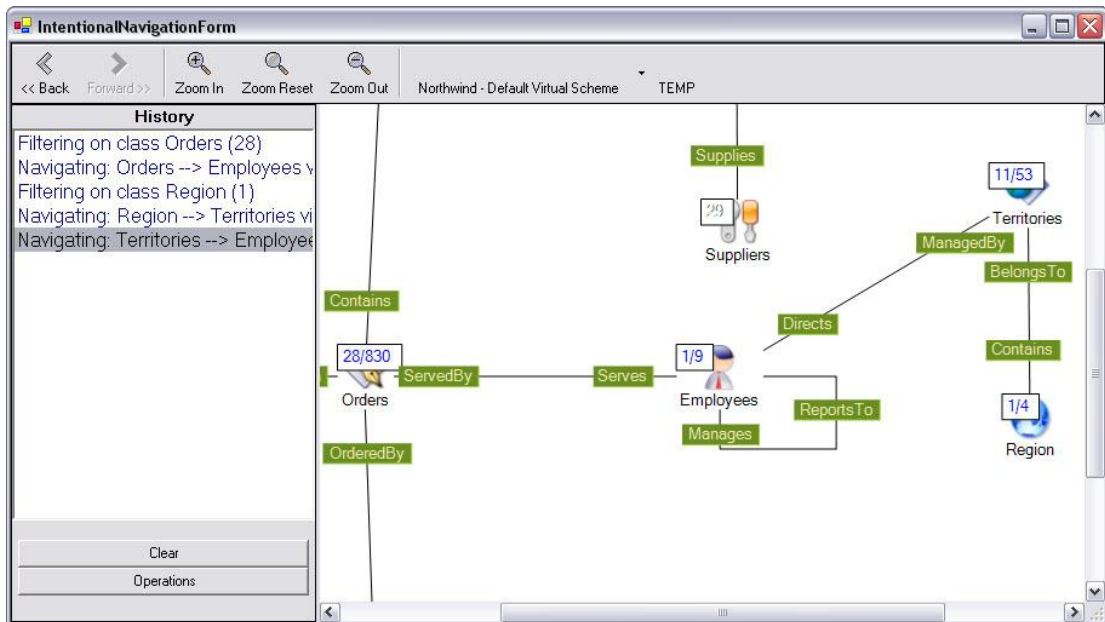 IntentionalNavigationForm
<< Back
Forward >>
Zoom In
Zoom Reset
Zoom Out
Northwind - Default Virtual Scheme
TEMP
History
Filtering on class Orders (28)
Navigating: Orders --> Employees v
Filtering on class Region (1)
Navigating: Region --> Territories vi
Navigating: Territories --> Employee
Clear
Operations
Supplies
29
Suppliers
11/53
Territories
ManagedBy
BelongsTo
Contains
Directs
28/830
Orders
ServedBy
Serves
1/9
Employees
Contains
1/4
Region
ReportsTo
Manages
OrderedBy